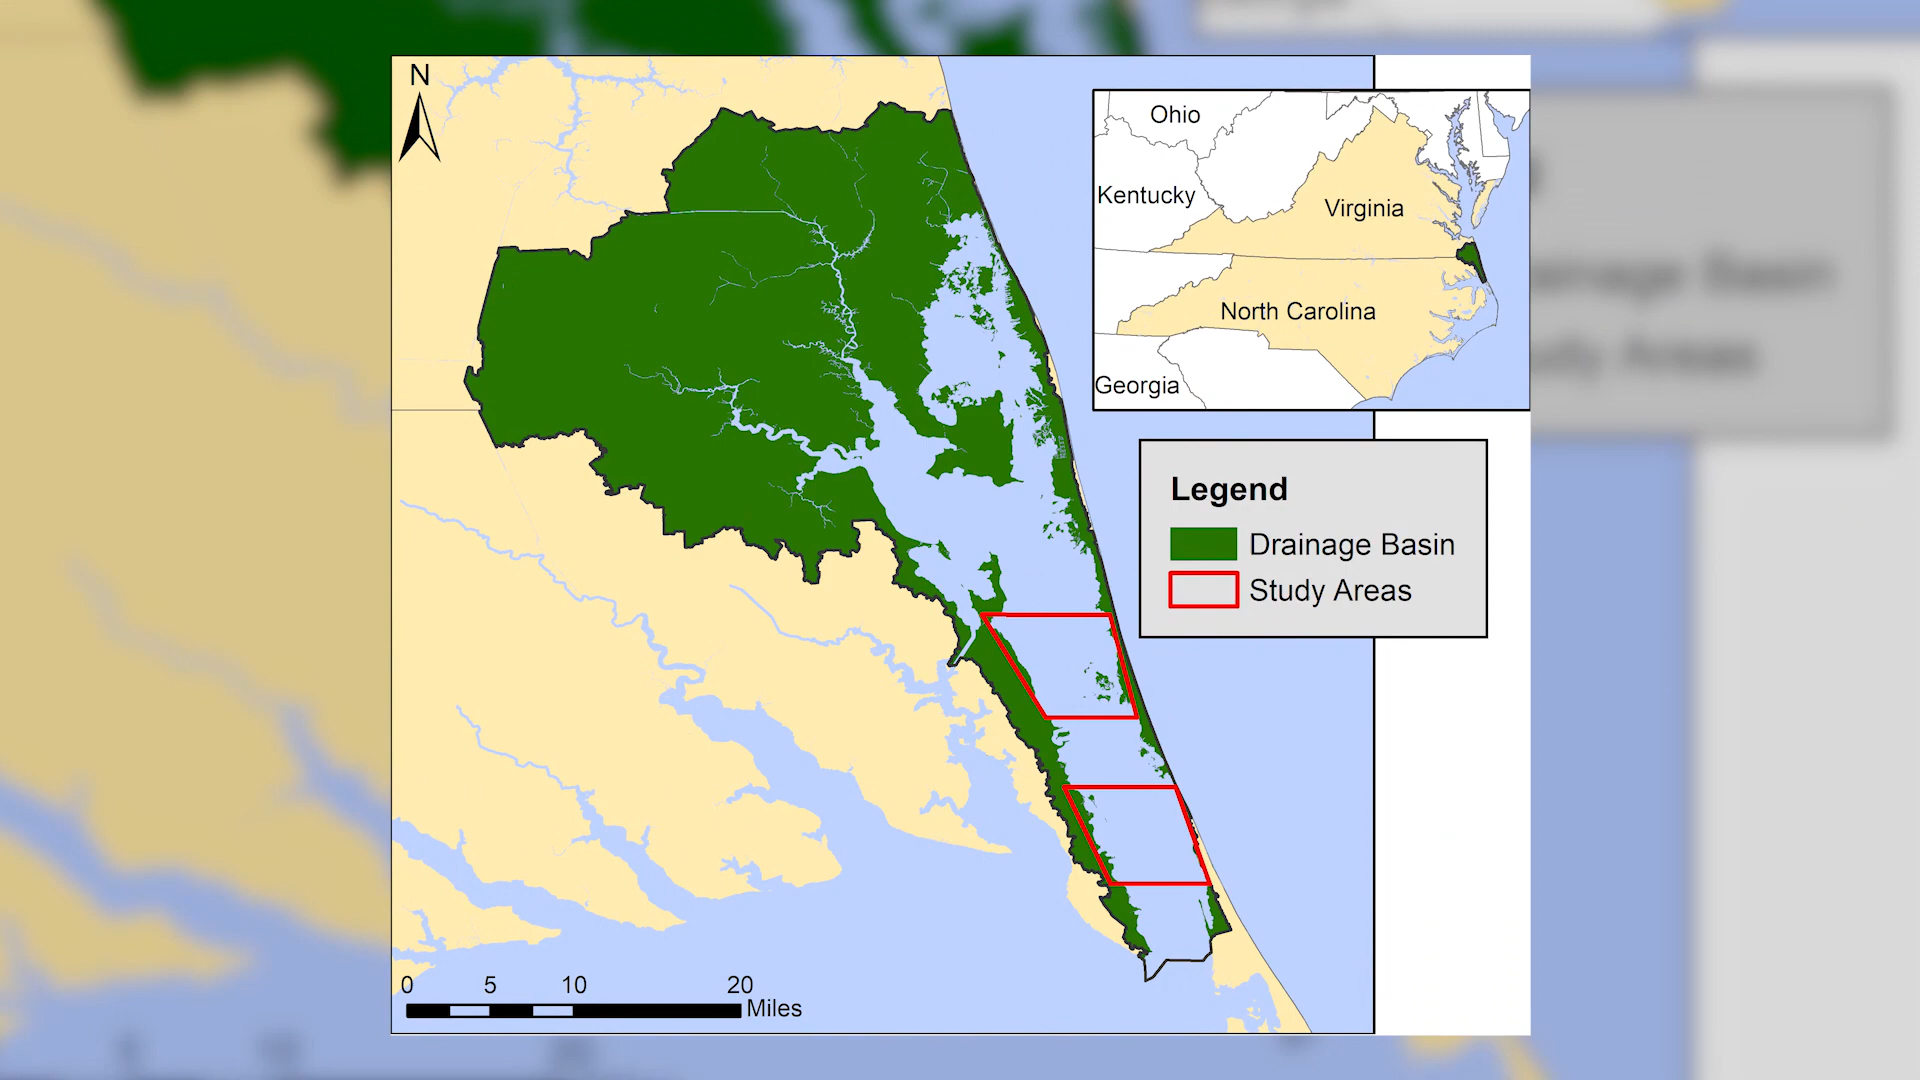 N
Ohio
Kentucky
Virginia
North Carolina
Georgia
Legend
Drainage Basin
Study Areas
0 5 10 20
Miles